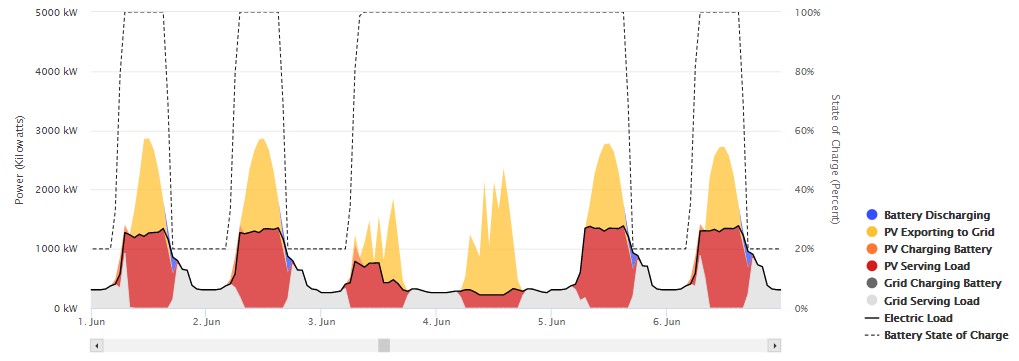 5000 kW
4000 kW
3000 kW
2000 kW
1000 kW
0 kW
Power (Kilowatts)
100%
80%
60%
40%
20%
0%
State of Charge (Percent)
1. Jun
2. Jun
3. Jun
4. Jun
5. Jun
6. Jun
Battery Discharging
PV Exporting to Grid
PV Charging Battery
PV Serving Load
Grid Charging Battery
Grid Serving Load
Electric Load
Battery State of Charge